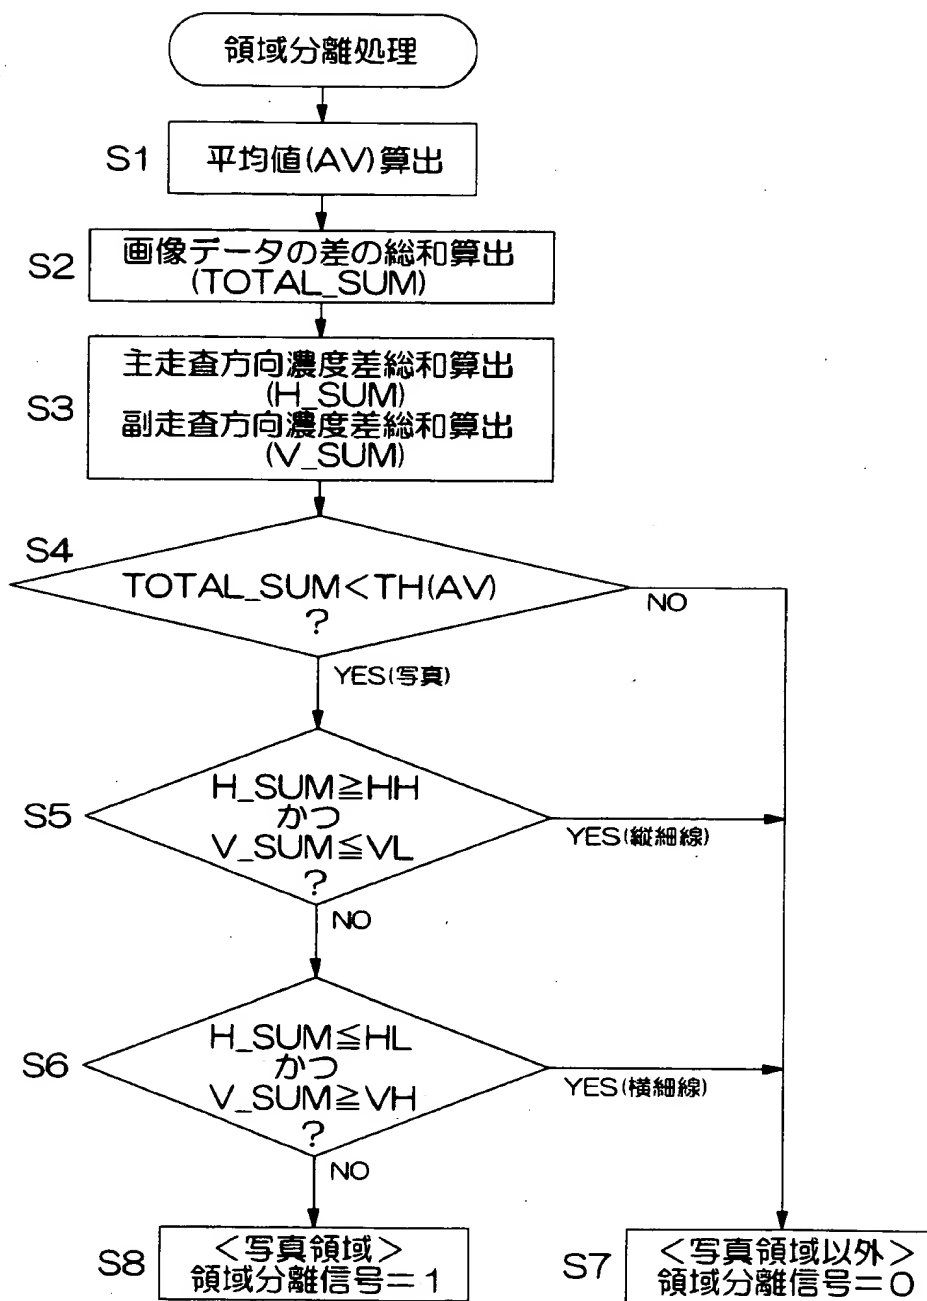 領域分離処理
S1
平均値(AV)算出
S2
画像データの差の総和算出
(TOTAL_SUM)
S3
主走査方向濃度差総和算出
(H_SUM)
副走査方向濃度差総和算出
(V_SUM)
S4
TOTAL_SUM<TH(AV)
?
NO
YES(写真)
S5
H_SUM≧HH
かつ
V_SUM≦VL
?
YES(縦細線)
NO
S6
H_SUM≦HL
かつ
V_SUM≧VH
?
YES(横細線)
NO
S8
<写真領域>
領域分離信号=1
S7
<写真領域以外>
領域分離信号=0